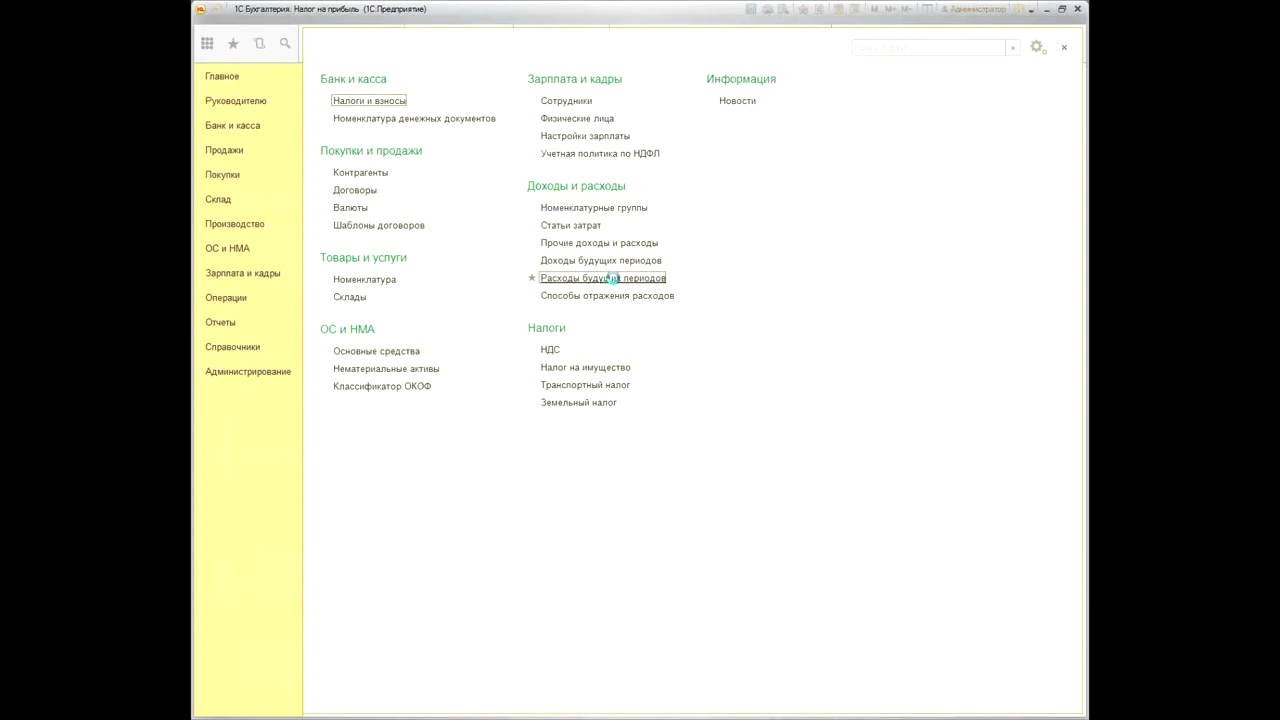 1С Бухгалтерия. Налог на прибыль (1С:Предприятие)
M M+ M-
Администратор
Главное
Руководителю
Банк и касса
Продажи
Покупки
Склад
Производство
ОС и НМА
Зарплата и кадры
Операции
Отчеты
Справочники
Администрирование
Банк и касса
Налоги и взносы
Номенклатура денежных документов
Покупки и продажи
Контрагенты
Договоры
Валюты
Шаблоны договоров
Товары и услуги
Номенклатура
Склады
ОС и НМА
Основные средства
Нематериальные активы
Классификатор ОКОФ
Зарплата и кадры
Сотрудники
Физические лица
Настройки зарплаты
Учетная политика по НДФЛ
Доходы и расходы
Номенклатурные группы
Статьи затрат
Прочие доходы и расходы
Доходы будущих периодов
Расходы будущих периодов
Способы отражения расходов
Налоги
НДС
Налог на имущество
Транспортный налог
Земельный налог
Информация
Новости